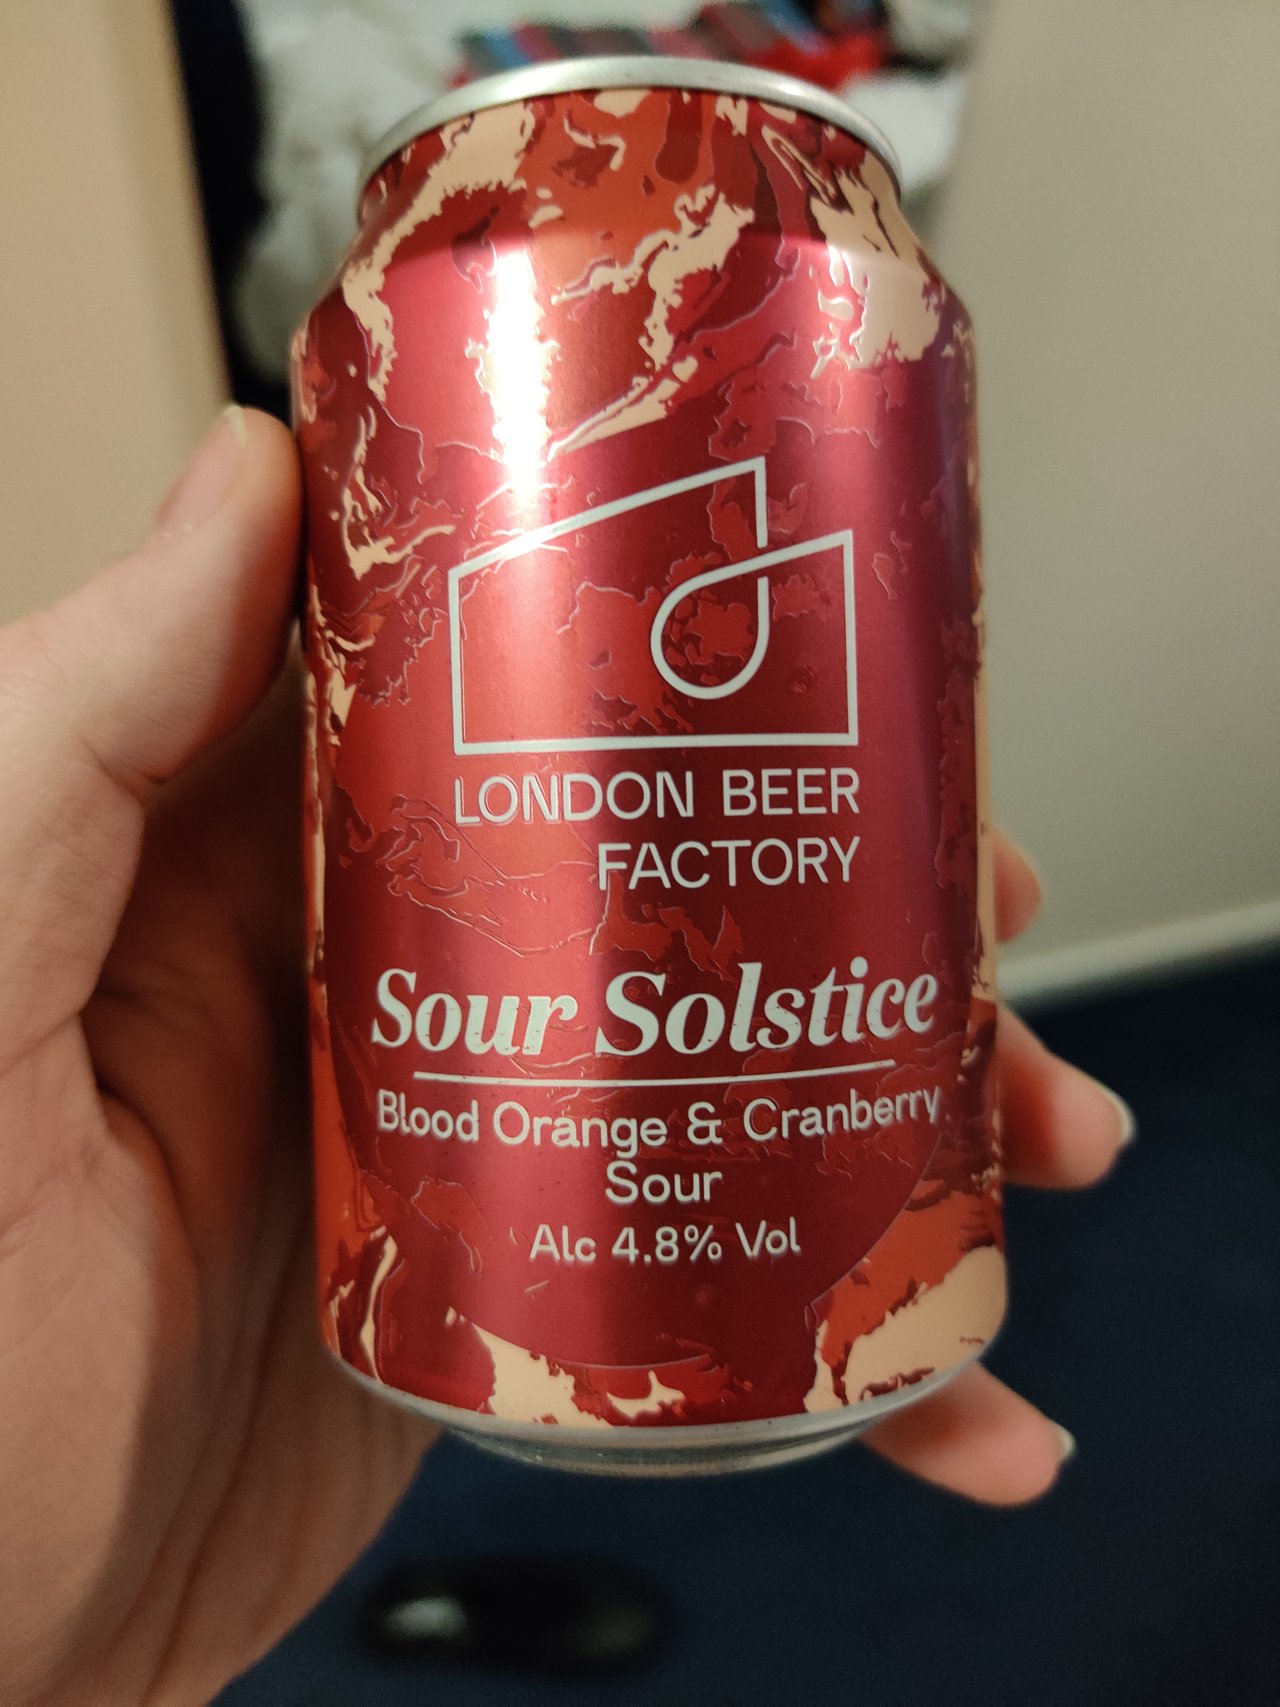 LONDON BEER
FACTORY
Sour Solstice
Blood Orange & Cranberry
Sour
Alc 4.8% Vol